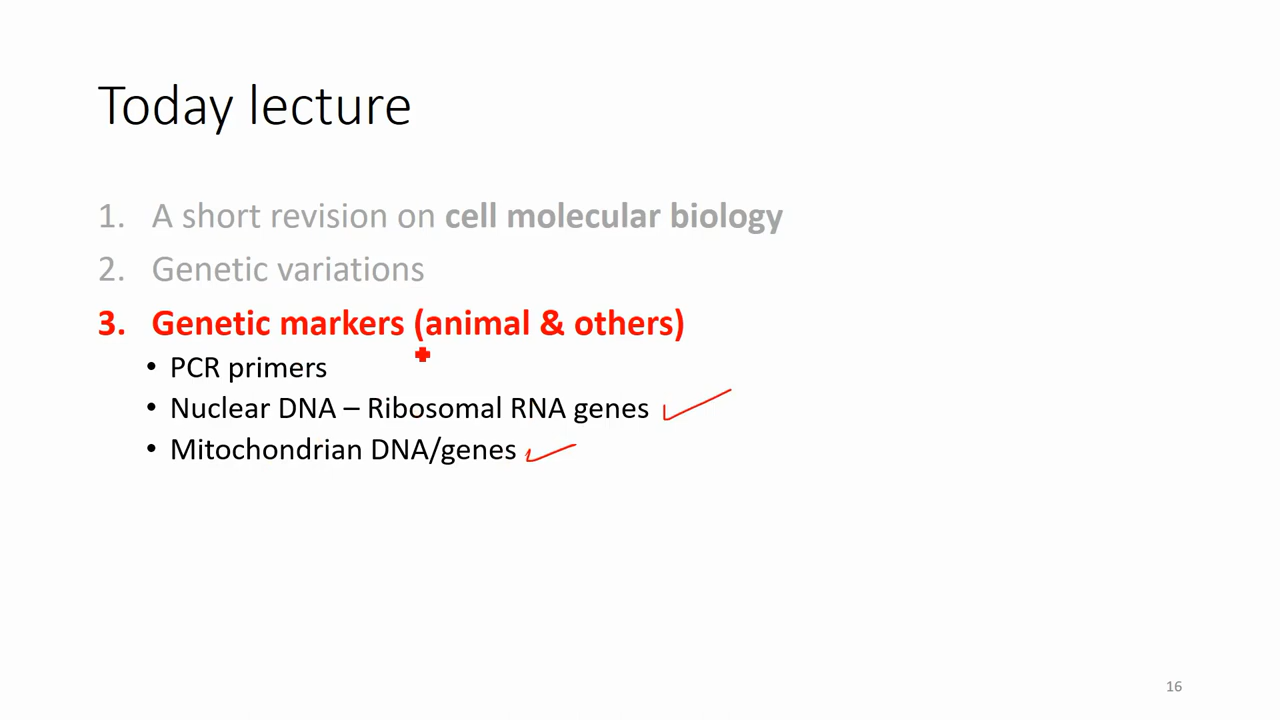 Today lecture
1. A short revision on cell molecular biology
2. Genetic variations
3. Genetic markers (animal & others)
• PCR primers
• Nuclear DNA – Ribosomal RNA genes
• Mitochondrian DNA/genes
16